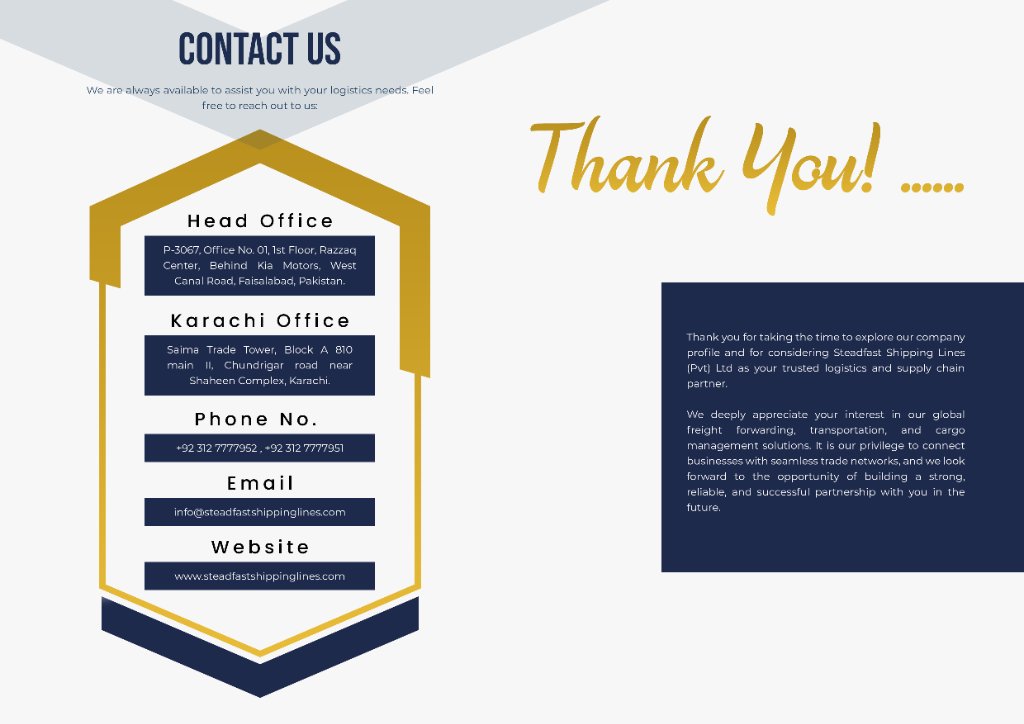 CONTACT US
We are always available to assist you with your logistics needs. Feel
free to reach out to us:
Head Office
P-3067, Office No. 01, 1st Floor, Razzaq
Center, Behind Kia Motors, West
Canal Road, Faisalabad, Pakistan.
Karachi Office
Saima Trade Tower, Block A 810
main II, Chundrigar road near
Shaheen Complex, Karachi.
Phone No.
+92 312 7777952 , +92 312 7777951
Email
info@steadfastshippinglines.com
Website
www.steadfastshippinglines.com
Thank You! ......
Thank you for taking the time to explore our company
profile and for considering Steadfast Shipping Lines
(Pvt) Ltd as your trusted logistics and supply chain
partner.
We deeply appreciate your interest in our global
freight forwarding, transportation, and cargo
management solutions. It is our privilege to connect
businesses with seamless trade networks, and we look
forward to the opportunity of building a strong,
reliable, and successful partnership with you in the
future.